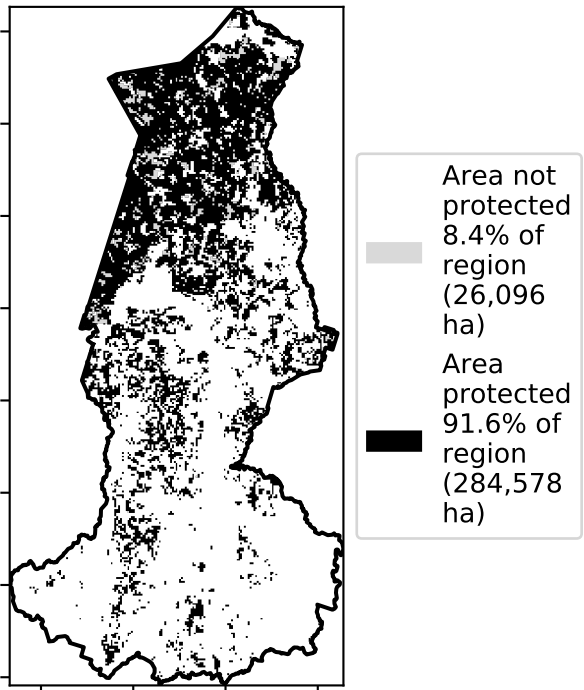 Area not
protected
8.4% of
region
(26,096
ha)
Area
protected
91.6% of
region
(284,578
ha)